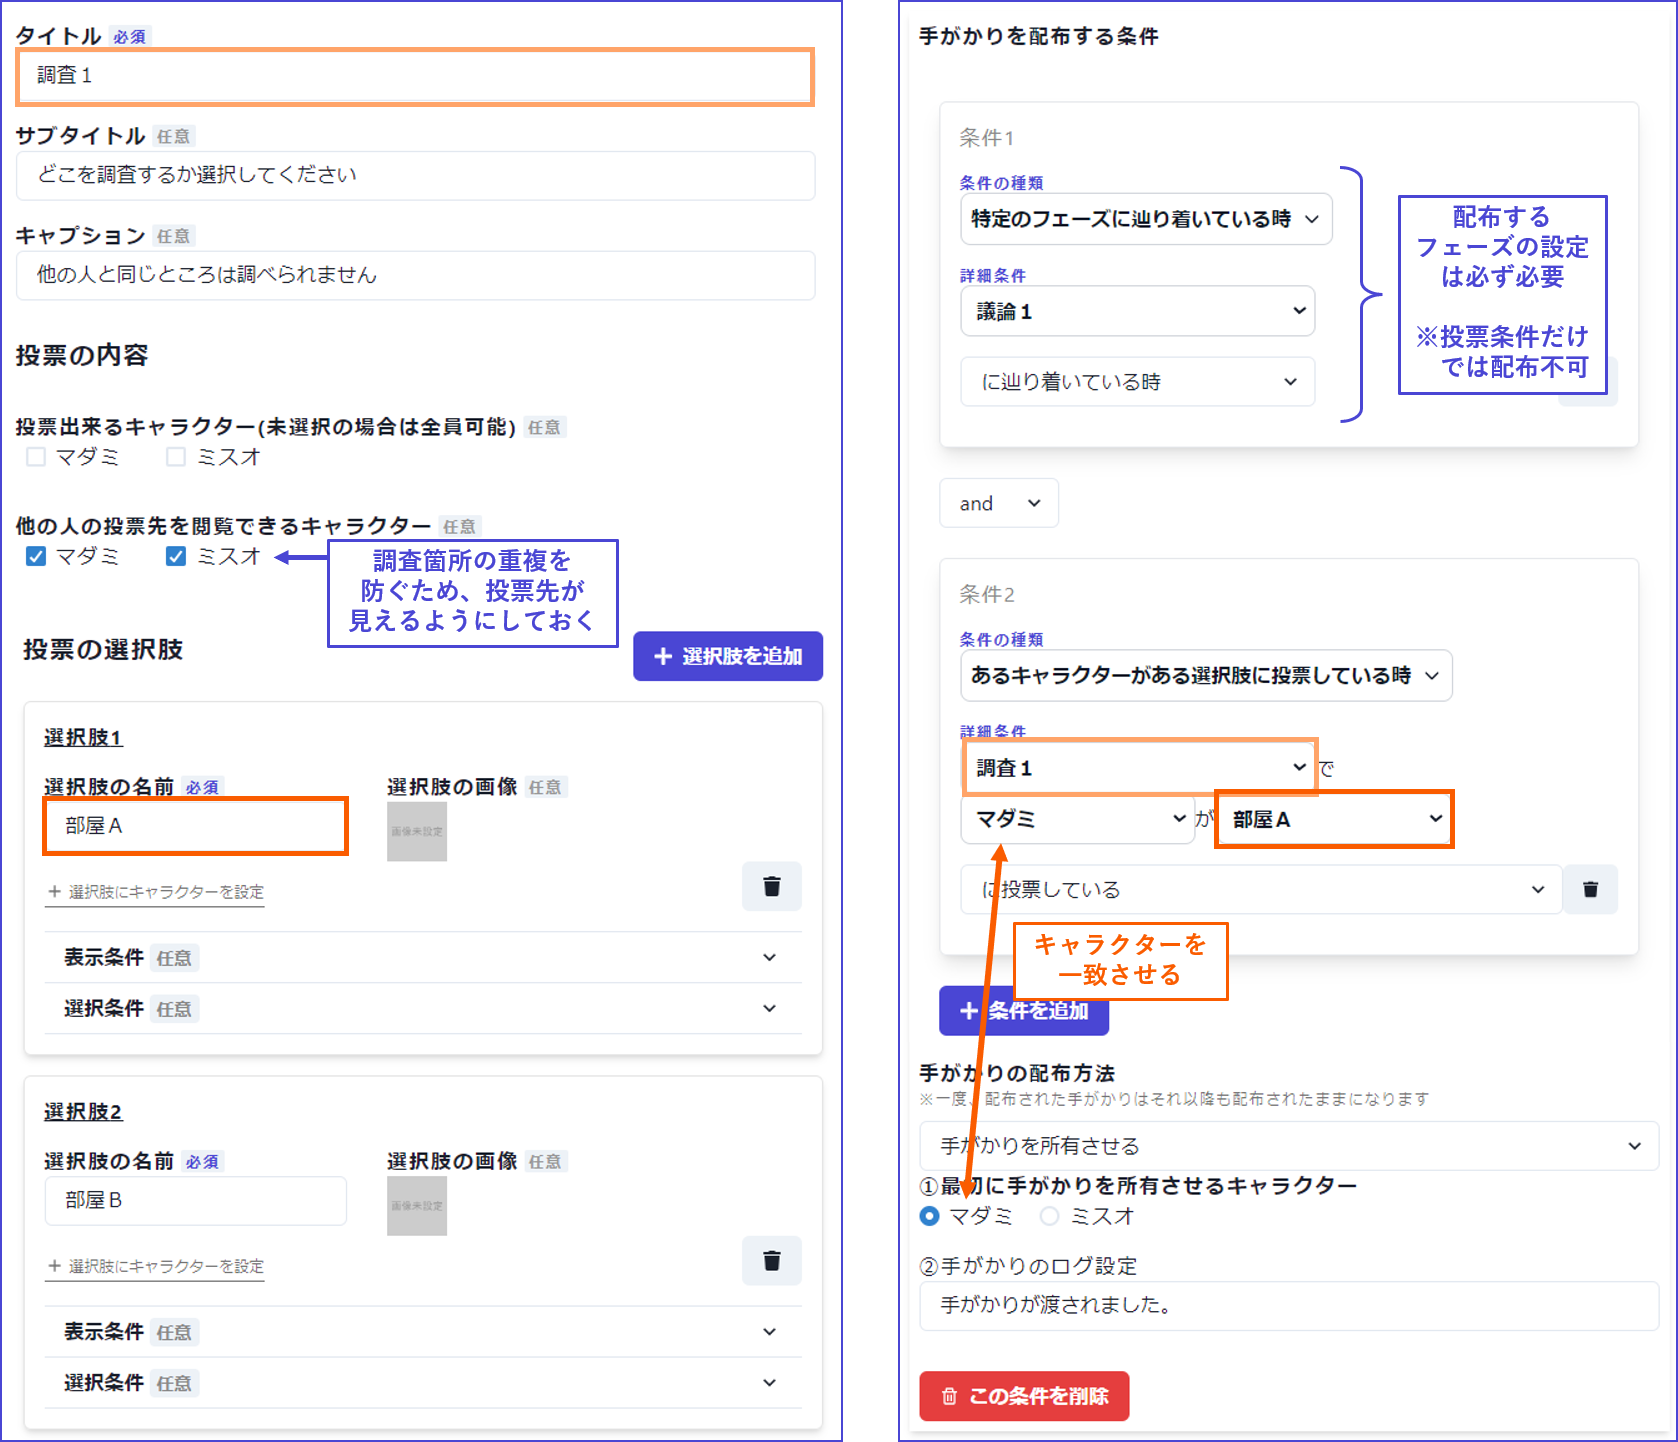 タイトル 必須
調査１
サブタイトル 任意
どこを調査するか選択してください
キャプション 任意
他の人と同じところは調べられません
投票の内容
投票出来るキャラクター(未選択の場合は全員可能) 任意
マダミ ミスオ
他の人の投票先を閲覧できるキャラクター 任意
マダミ ミスオ
調査箇所の重複を
防ぐため、投票先が
見えるようにしておく
投票の選択肢
+ 選択肢を追加
選択肢1
選択肢の名前 必須
部屋Ａ
選択肢の画像 任意
画像未設定
+ 選択肢にキャラクターを設定
表示条件 任意
選択条件 任意
選択肢2
選択肢の名前 必須
部屋Ｂ
選択肢の画像 任意
画像未設定
+ 選択肢にキャラクターを設定
表示条件 任意
選択条件 任意
手がかりを配布する条件
条件1
条件の種類
特定のフェーズに辿り着いている時
詳細条件
議論１
に辿り着いている時
配布する
フェーズの設定
は必ず必要
※投票条件だけ
では配布不可
and
条件2
条件の種類
あるキャラクターがある選択肢に投票している時
詳細条件
調査１ で
マダミ が 部屋Ａ
に投票している
キャラクターを
一致させる
+ 条件を追加
手がかりの配布方法
※一度、配布された手がかりはそれ以降も配布されたままになります
手がかりを所有させる
①最初に手がかりを所有させるキャラクター
マダミ ミスオ
②手がかりのログ設定
手がかりが渡されました。
この条件を削除